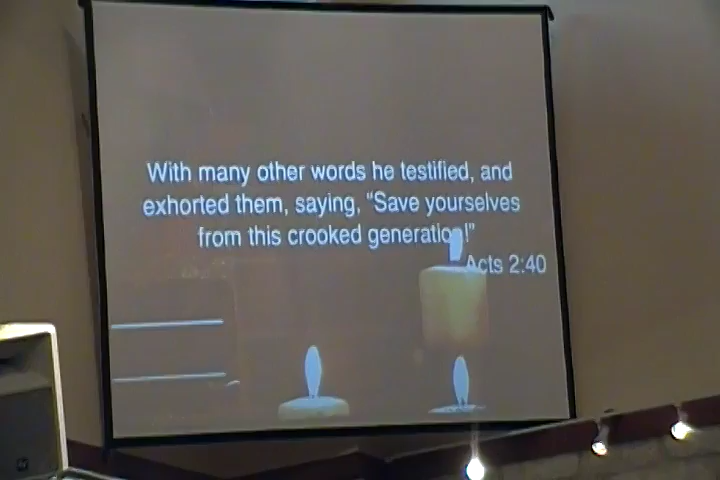 With many other words he testified, and
exhorted them, saying, “Save yourselves
from this crooked generation!”
Acts 2:40